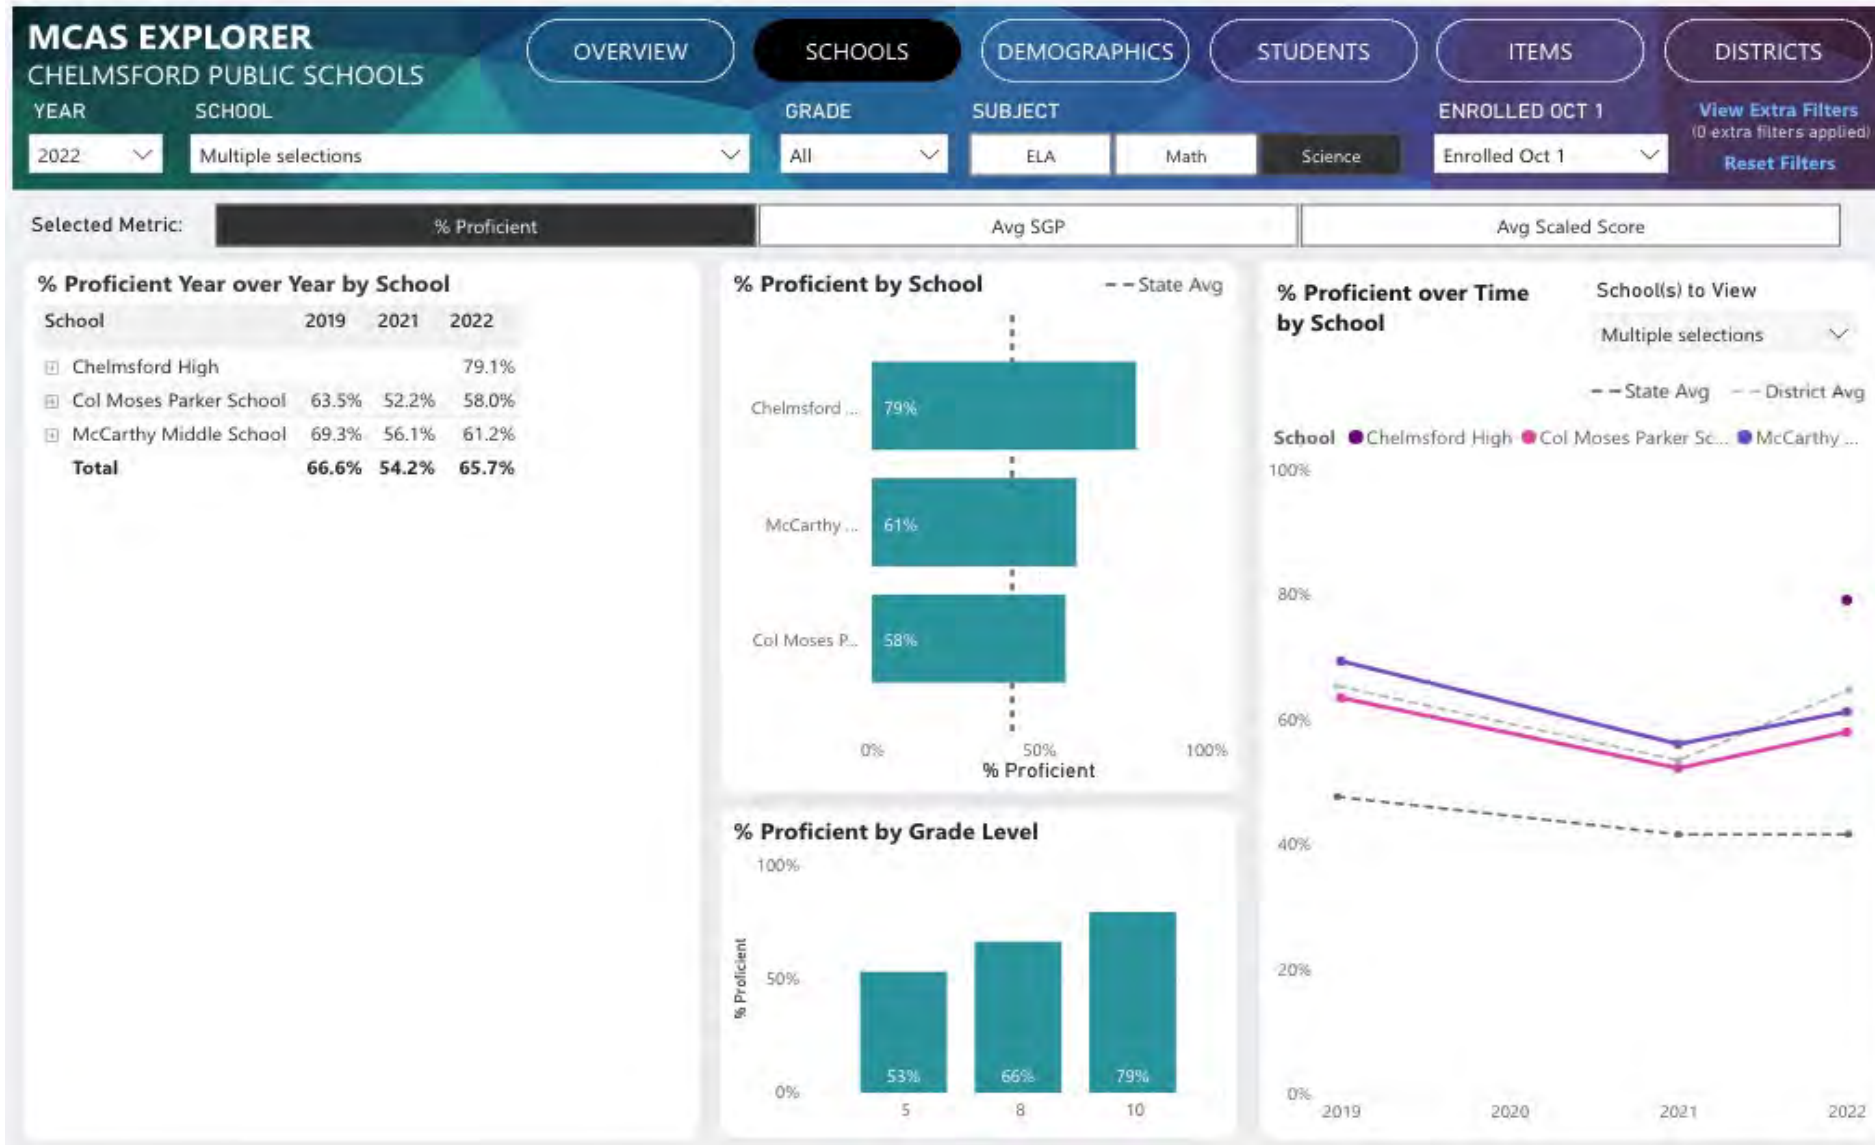 MCAS EXPLORER
CHELMSFORD PUBLIC SCHOOLS
OVERVIEW SCHOOLS DEMOGRAPHICS STUDENTS ITEMS DISTRICTS
YEAR SCHOOL GRADE SUBJECT ENROLLED OCT 1 View Extra Filters
(0 extra filters applied)
2022 Multiple selections All ELA Math Science Enrolled Oct 1
Reset Filters
Selected Metric: % Proficient Avg SGP Avg Scaled Score
% Proficient Year over Year by School
School 2019 2021 2022
Chelmsford High 79.1%
Col Moses Parker School 63.5% 52.2% 58.0%
McCarthy Middle School 69.3% 56.1% 61.2%
Total 66.6% 54.2% 65.7%
% Proficient by School
State Avg
Chelmsford ... 79%
McCarthy ... 61%
Col Moses P... 58%
0% 50% 100%
% Proficient
% Proficient by Grade Level
100%
50%
0%
% Proficient
53% 66% 79%
5 8 10
% Proficient over Time
by School
School(s) to View
Multiple selections
State Avg District Avg
School Chelmsford High Col Moses Parker Sc... McCarthy ...
100%
80%
60%
40%
20%
0%
2019 2020 2021 2022